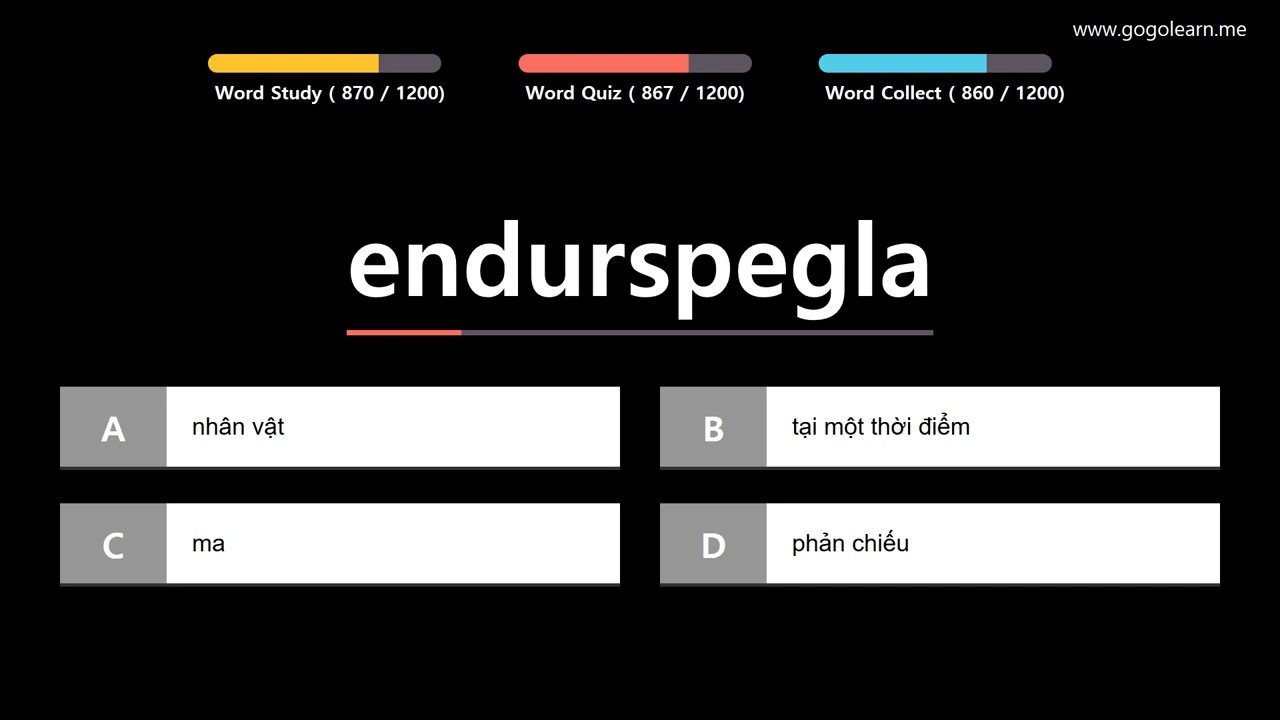 www.gogolearn.me
Word Study ( 870 / 1200)
Word Quiz ( 867 / 1200)
Word Collect ( 860 / 1200)
endurspegla
A nhân vật
B tại một thời điểm
C ma
D phản chiếu